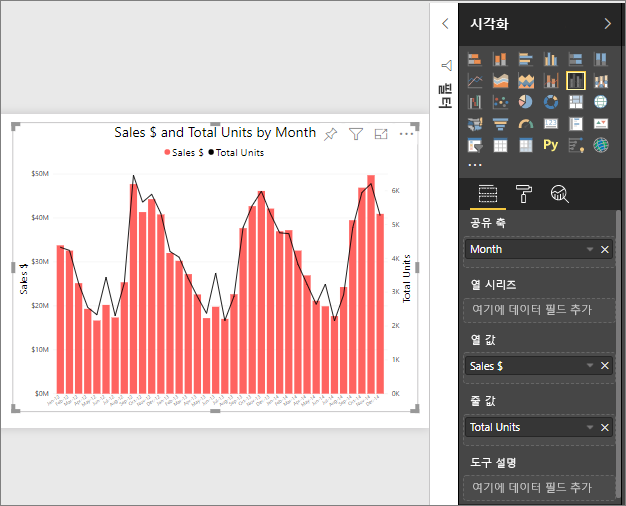 시각화
필터
Sales $ and Total Units by Month
Sales $ Total Units
$50M
$40M
$30M
$20M
$10M
$0M
Sales $
6K
5K
4K
3K
2K
1K
0K
Total Units
Py
공유 축
Month
열 시리즈
여기에 데이터 필드 추가
열 값
Sales $
줄 값
Total Units
도구 설명
여기에 데이터 필드 추가